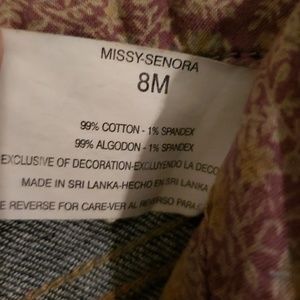 MISSY-SENORA
8M
99% COTTON - 1% SPANDEX
99% ALGODON - 1% SPANDEX
EXCLUSIVE OF DECORATION-EXCLUYENDO LA DECO
MADE IN SRI LANKA-HECHO EN SRI LANKA
E REVERSE FOR CARE-VER AL REVERSO PARA